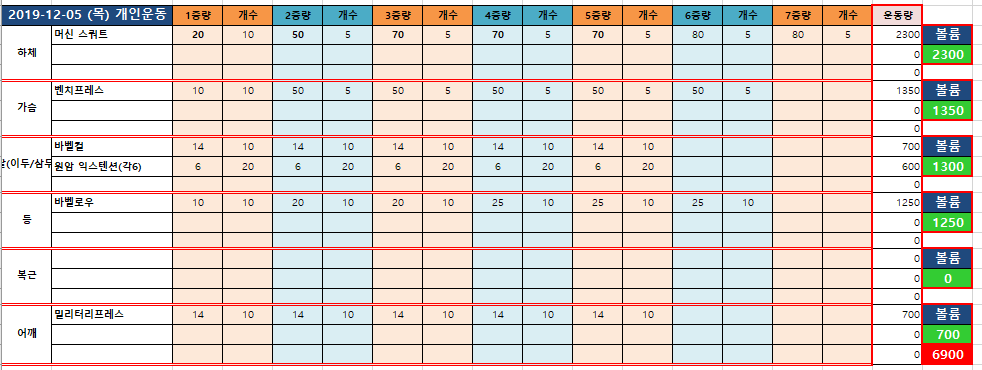 2019-12-05 (목) 개인운동 1중량 개수 2중량 개수 3중량 개수 4중량 개수 5중량 개수 6중량 개수 7중량 개수 운동량
하체 머신 스쿼트 20 10 50 5 70 5 70 5 70 5 80 5 80 5 2300 볼륨
0 2300
0
가슴 벤치프레스 10 10 50 5 50 5 50 5 50 5 50 5 1350 볼륨
0 1350
0
(이두/삼두 바벨컬 14 10 14 10 14 10 14 10 14 10 700 볼륨
원암 익스텐션(각6) 6 20 6 20 6 20 6 20 6 20 600 1300
0
등 바벨로우 10 10 20 10 20 10 25 10 25 10 25 10 1250 볼륨
0 1250
0
복근 0 볼륨
0 0
0
어깨 밀리터리프레스 14 10 14 10 14 10 14 10 14 10 700 볼륨
0 700
0 6900